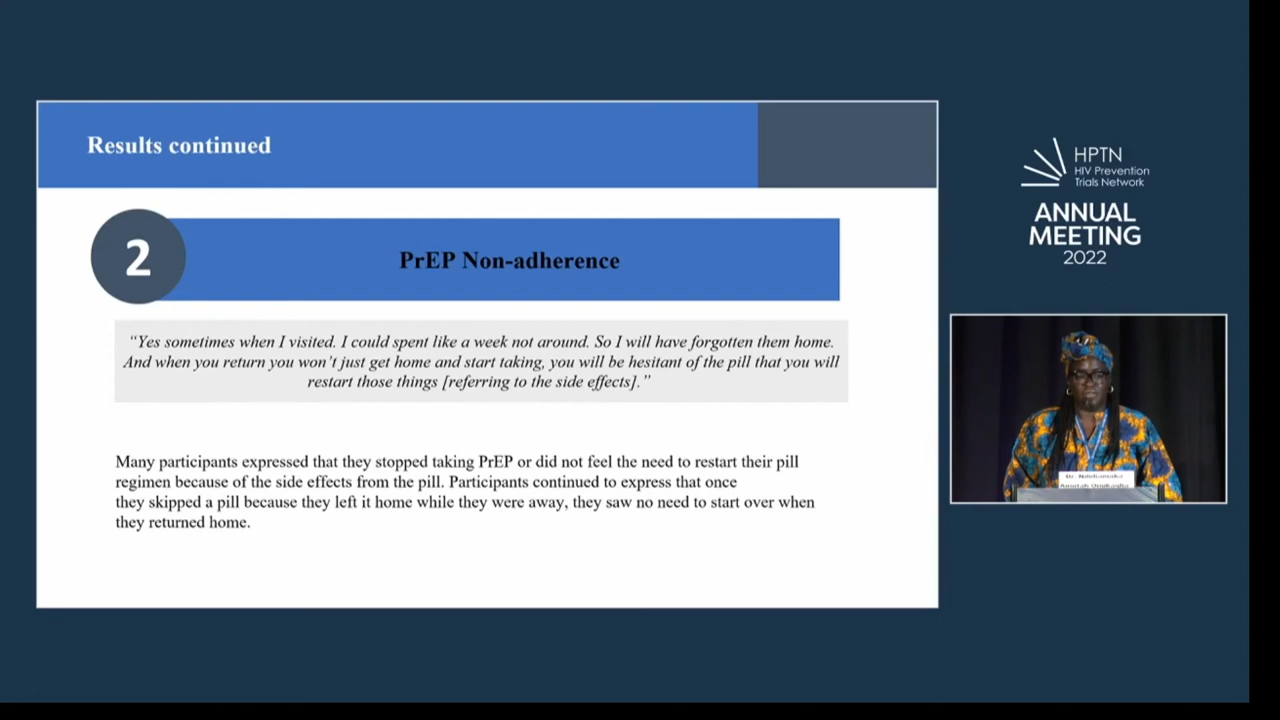 Results continued
2
PrEP Non-adherence
“Yes sometimes when I visited. I could spent like a week not around. So I will have forgotten them home.
And when you return you won’t just get home and start taking, you will be hesitant of the pill that you will
restart those things [referring to the side effects].”
Many participants expressed that they stopped taking PrEP or did not feel the need to restart their pill
regimen because of the side effects from the pill. Participants continued to express that once
they skipped a pill because they left it home while they were away, they saw no need to start over when
they returned home.
HPTN
HIV Prevention
Trials Network
ANNUAL
MEETING
2022
Dr.